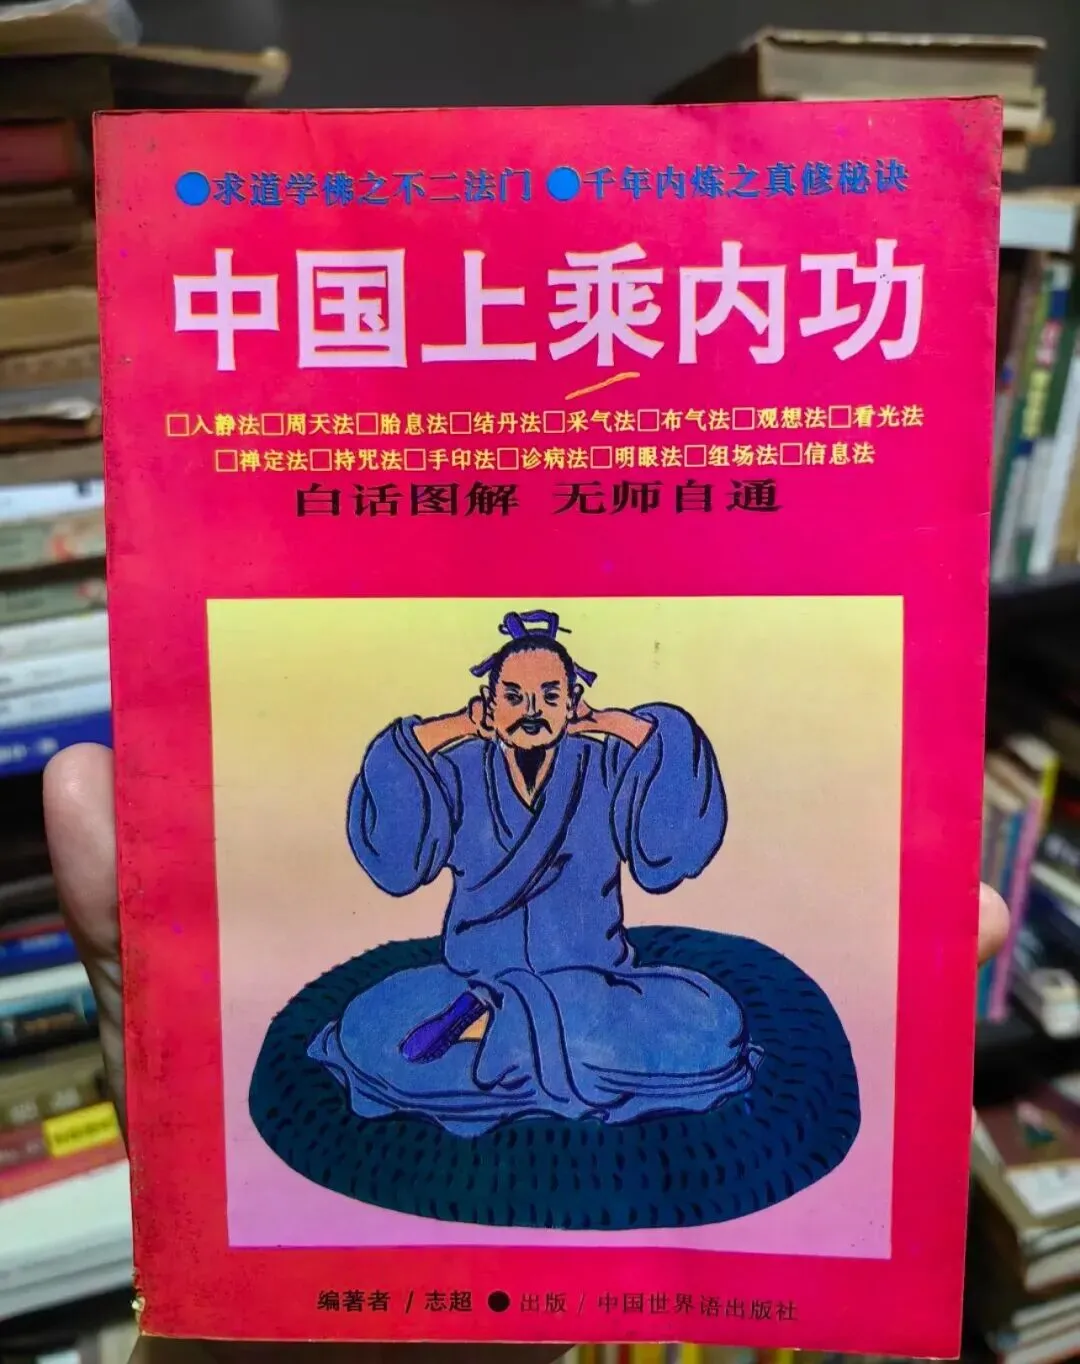 ●求道学佛之不二法门 ●千年内炼之真修秘诀
中国上乘内功
□入静法□周天法□胎息法□结丹法□采气法□布气法□观想法□看光法
□禅定法□持咒法□手印法□诊病法□明眼法□组场法□信息法
白话图解 无师自通
编著者 / 志超 ● 出版 / 中国世界语出版社